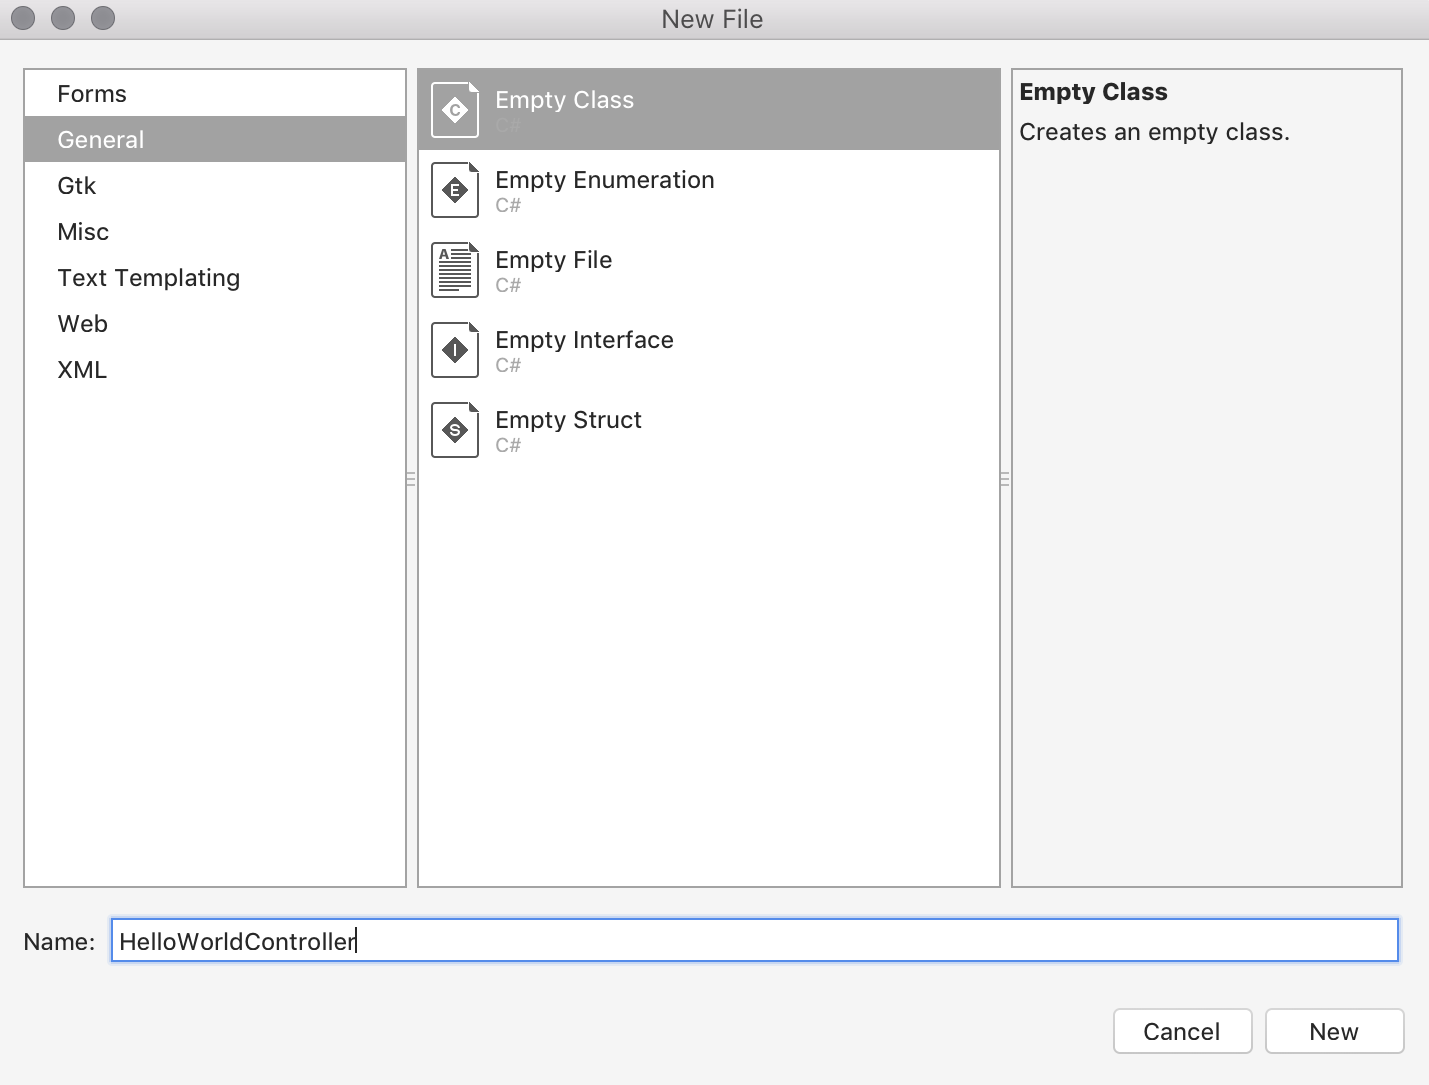 New File
Forms
General
Gtk
Misc
Text Templating
Web
XML
Empty Class
C#
Empty Enumeration
C#
Empty File
C#
Empty Interface
C#
Empty Struct
C#
Empty Class
Creates an empty class.
Name: HelloWorldController
Cancel New